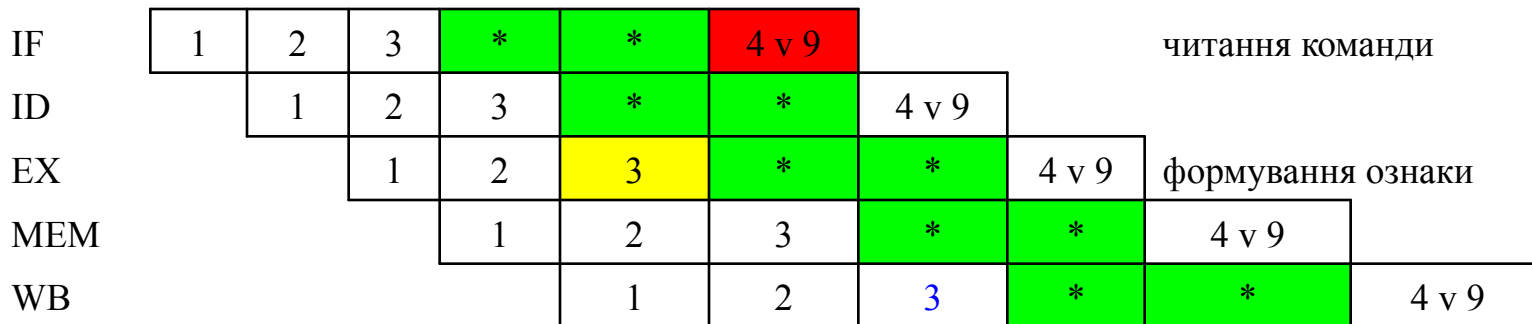 IF 1 2 3 * * 4 v 9 читання команди
ID 1 2 3 * * 4 v 9
EX 1 2 3 * * 4 v 9 формування ознаки
MEM 1 2 3 * * 4 v 9
WB 1 2 3 * * 4 v 9